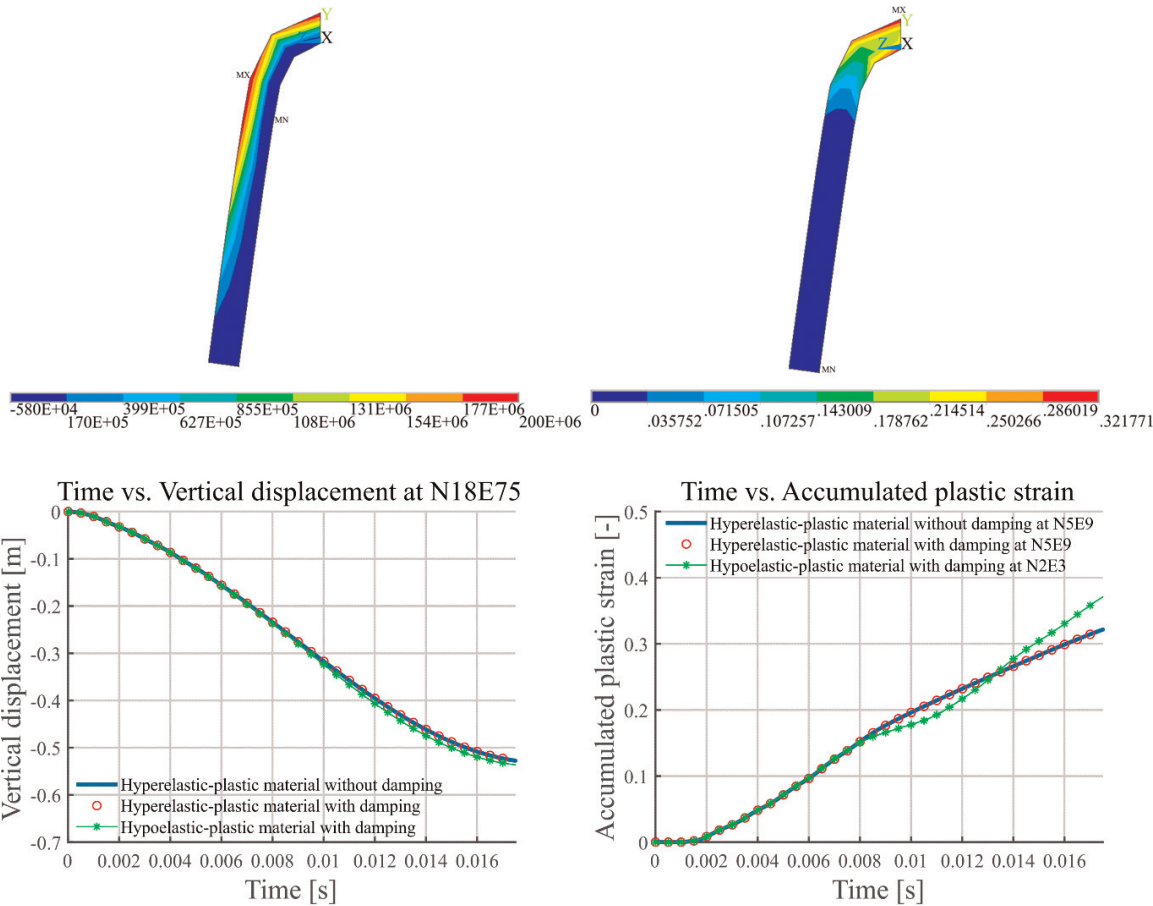 Y
Z
X
MX
MN
-580E+04 399E+05 855E+05 131E+06 177E+06
170E+05 627E+05 108E+06 154E+06 200E+06
MX
Y
Z
X
MN
0 .071505 .143009 .214514 .286019
.035752 .107257 .178762 .250266 .321771
Time vs. Vertical displacement at N18E75
Vertical displacement [m]
0
-0.1
-0.2
-0.3
-0.4
-0.5
-0.6
-0.7
Hyperelastic-plastic material without damping
Hyperelastic-plastic material with damping
Hypoelastic-plastic material with damping
0 0.002 0.004 0.006 0.008 0.01 0.012 0.014 0.016
Time [s]
Time vs. Accumulated plastic strain
Accumulated plastic strain [-]
0.5
0.4
0.3
0.2
0.1
0
Hyperelastic-plastic material without damping at N5E9
Hyperelastic-plastic material with damping at N5E9
Hypoelastic-plastic material with damping at N2E3
0 0.002 0.004 0.006 0.008 0.01 0.012 0.014 0.016
Time [s]